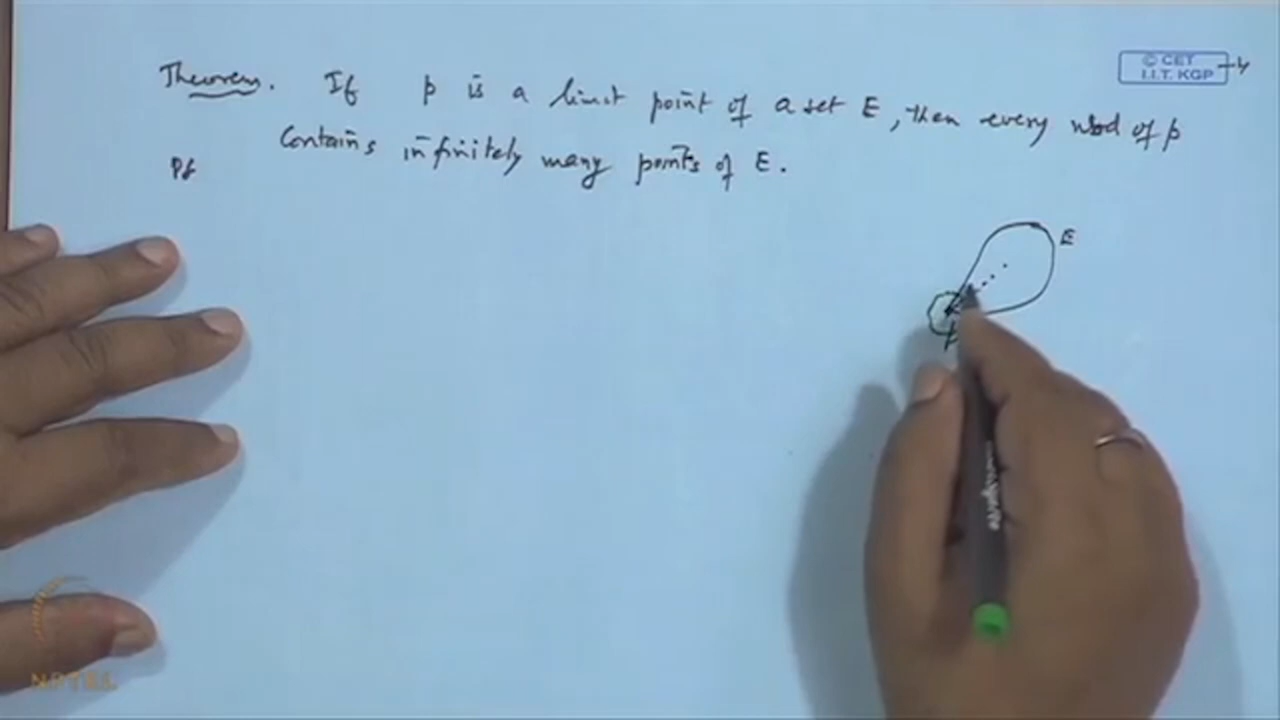 Theorem. If p is a limit point of a set E, then every nbd of p
Contains infinitely many points of E.
Pf
E
p
© CET
I.I.T. KGP
NPTEL